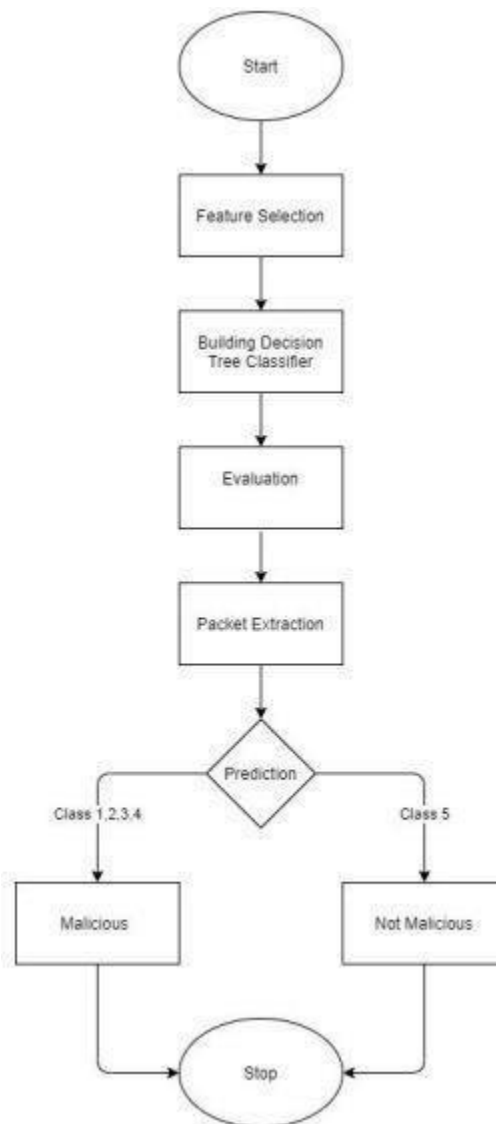 Start
Feature Selection
Building Decision
Tree Classifier
Evaluation
Packet Extraction
Prediction
Class 1,2,3,4
Class 5
Malicious
Not Malicious
Stop